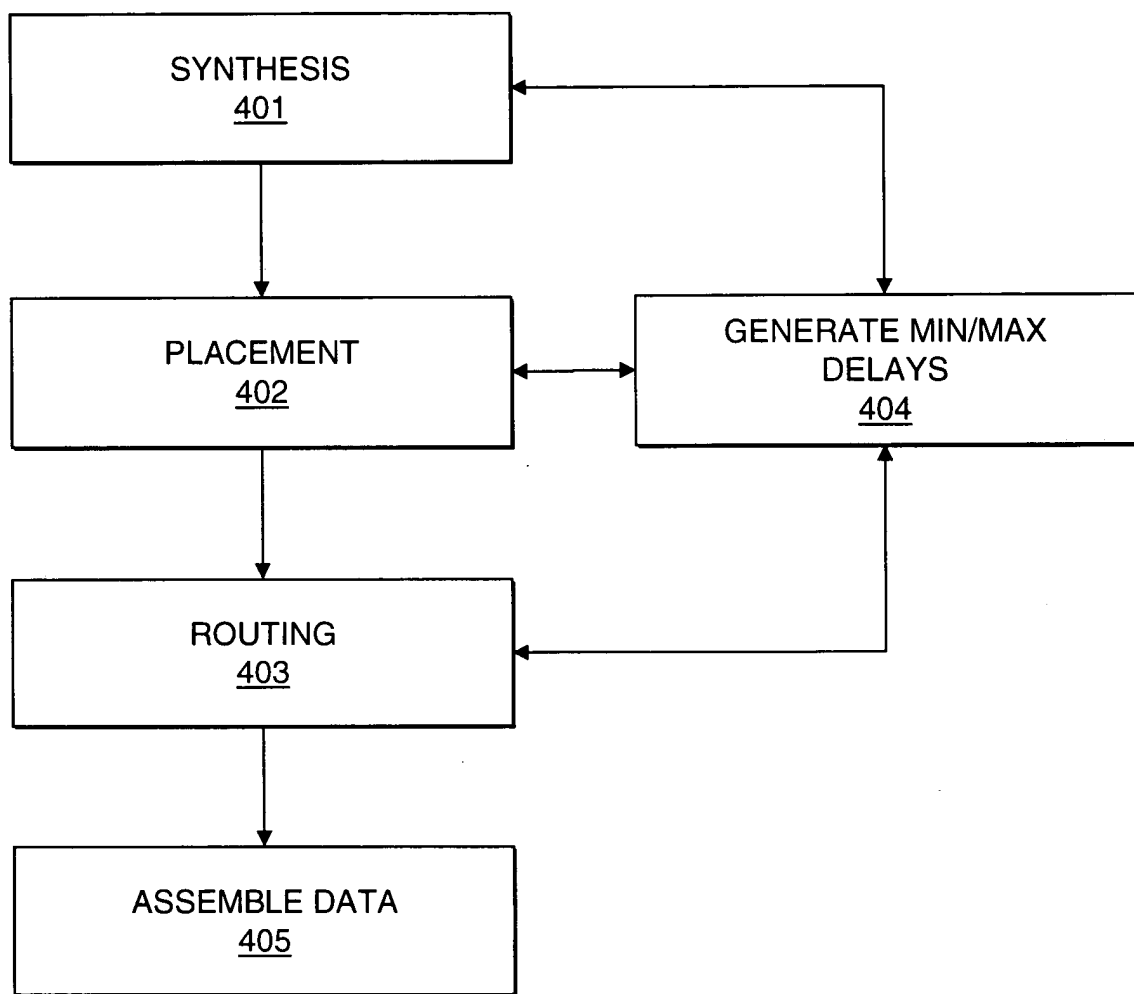 SYNTHESIS
401
PLACEMENT
402
GENERATE MIN/MAX
DELAYS
404
ROUTING
403
ASSEMBLE DATA
405